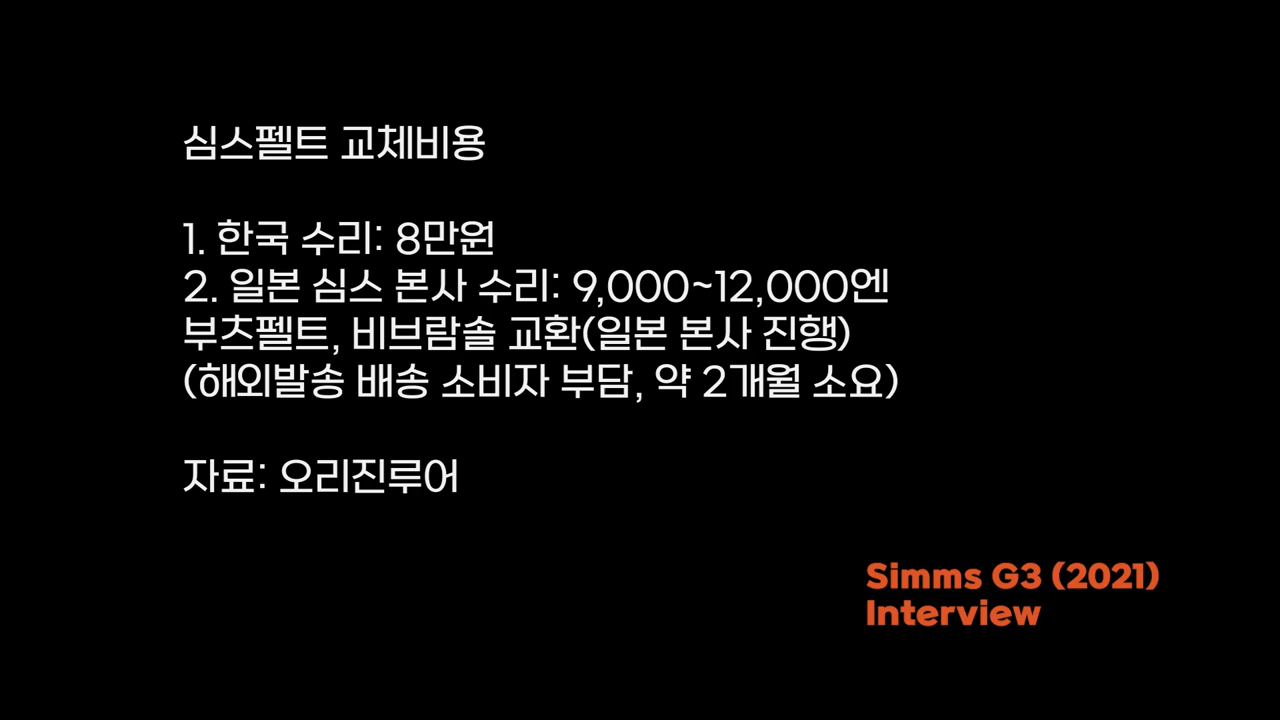 심스펠트 교체비용
1. 한국 수리: 8만원
2. 일본 심스 본사 수리: 9,000~12,000엔
부츠펠트, 비브람솔 교환(일본 본사 진행)
(해외발송 배송 소비자 부담, 약 2개월 소요)
자료: 오리진루어
Simms G3 (2021)
Interview